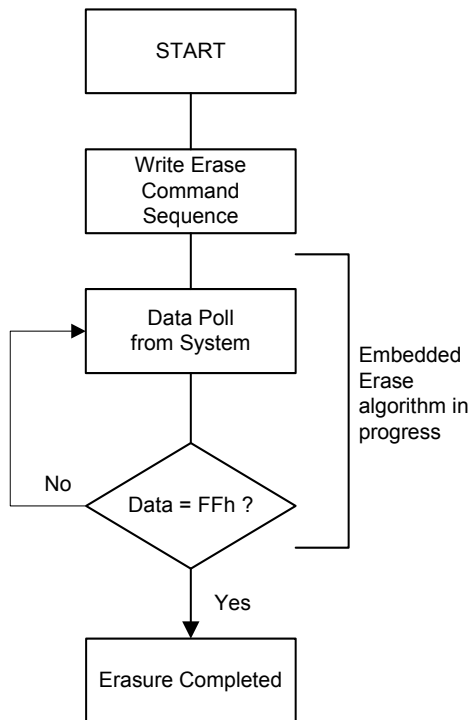 START
Write Erase
Command
Sequence
Data Poll
from System
Embedded
Erase
algorithm in
progress
No
Data = FFh ?
Yes
Erasure Completed